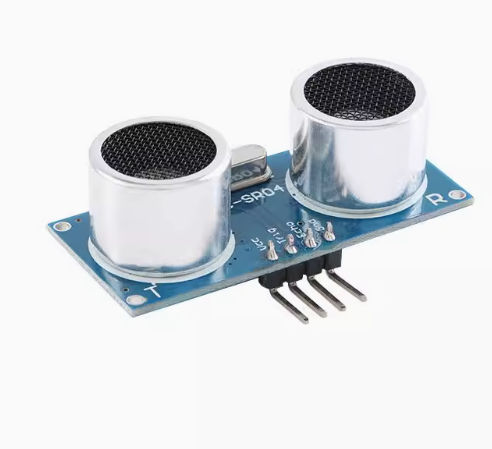 C-SR04
R
Vcc
Trig
Echo
Gnd
T